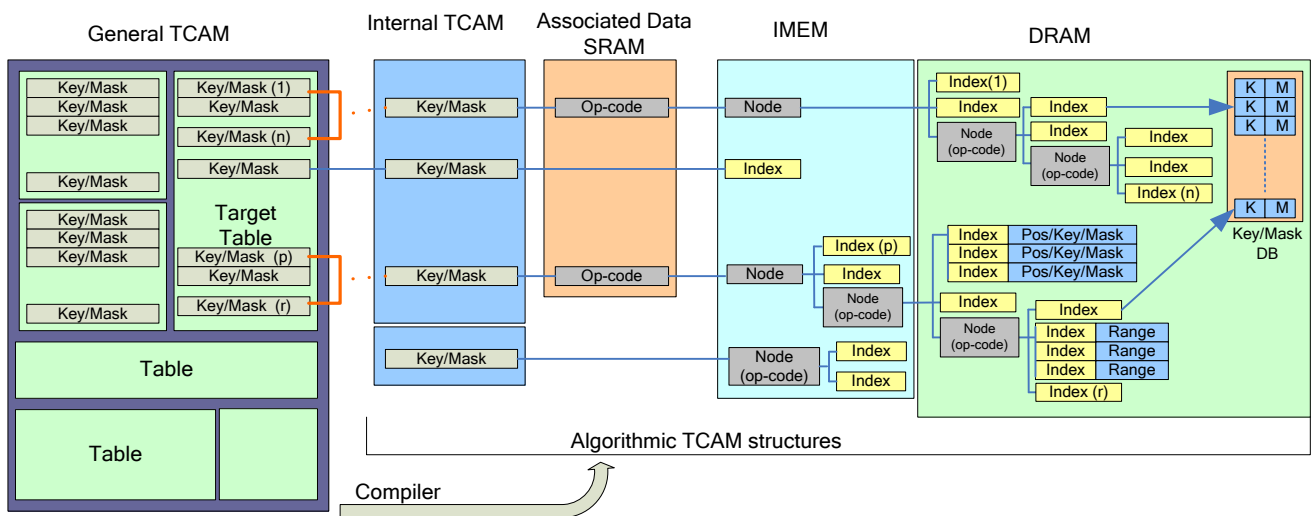 General TCAM
Internal TCAM
Associated Data
SRAM
IMEM
DRAM
Key/Mask
Key/Mask
Key/Mask
Key/Mask
Key/Mask (1)
Key/Mask
Key/Mask (n)
Key/Mask
Target
Table
Key/Mask (p)
Key/Mask
Key/Mask (r)
Key/Mask
Key/Mask
Key/Mask
Key/Mask
Table
Table
Key/Mask
Key/Mask
Key/Mask
Key/Mask
Op-code
Op-code
Node
Index
Node
Index (p)
Index
Node
(op-code)
Node
(op-code)
Index
Index
Index(1)
Index
Node
(op-code)
Index
Index
Node
(op-code)
Index
Index
Index (n)
Index Pos/Key/Mask
Index Pos/Key/Mask
Index Pos/Key/Mask
Index
Node
(op-code)
Index
Index Range
Index Range
Index Range
Index (r)
K M
K M
K M
K M
Key/Mask
DB
Algorithmic TCAM structures
Compiler